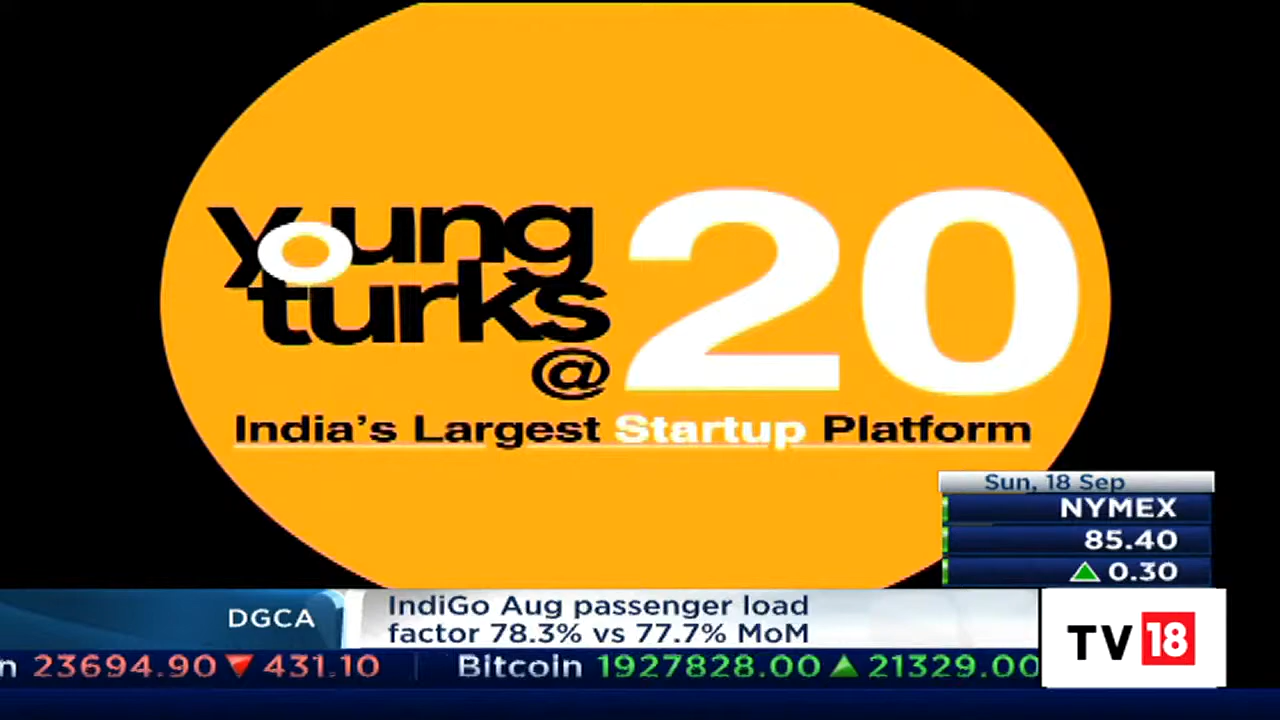 young
turks
@
20
India's Largest Startup Platform
Sun, 18 Sep
NYMEX
85.40
▲ 0.30
DGCA
IndiGo Aug passenger load
factor 78.3% vs 77.7% MoM
n 23694.90 ▼ 431.10 Bitcoin 1927828.00 ▲ 21329.00
TV18